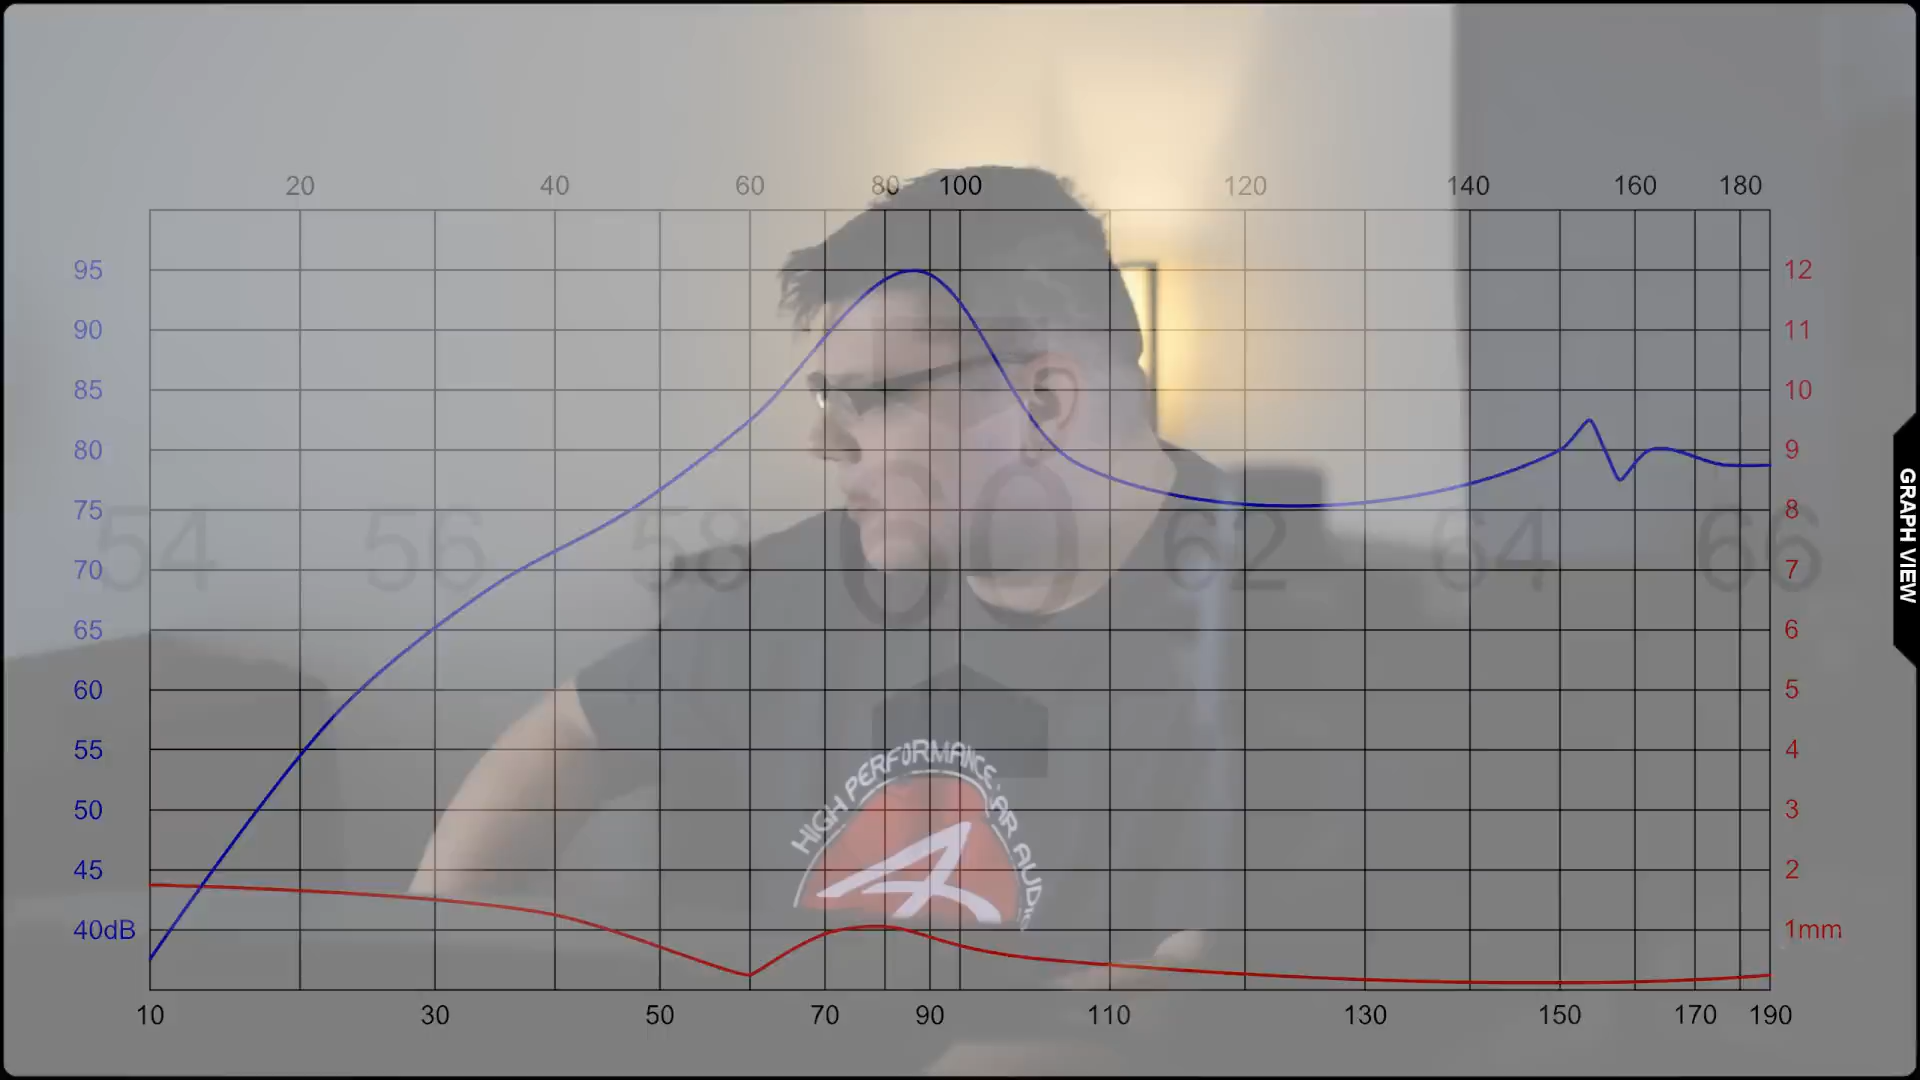 20 40 60 80 100 120 140 160 180
95 12
90 11
85 10
80 9
75 8
54 56 58 60 62 64 66
70 7
65 6
60 5
55 4
50 3
45 2
40dB 1mm
10 30 50 70 90 110 130 150 170 190
GRAPH VIEW
HIGH PERFORMANCE AR AUDIO